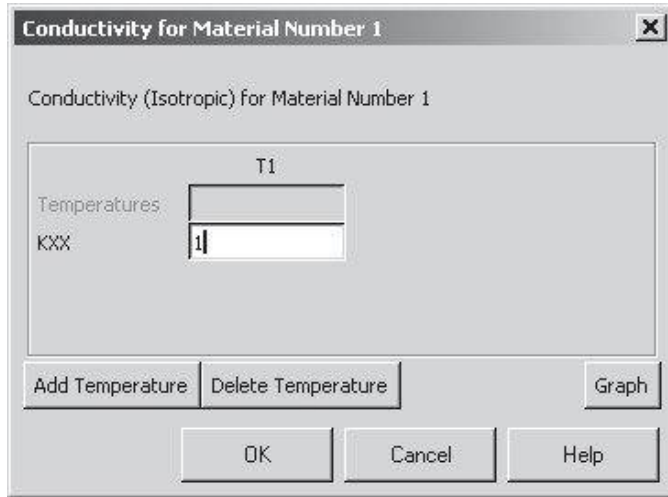 Conductivity for Material Number 1
Conductivity (Isotropic) for Material Number 1
T1
Temperatures
KXX 1
Add Temperature Delete Temperature Graph
OK Cancel Help